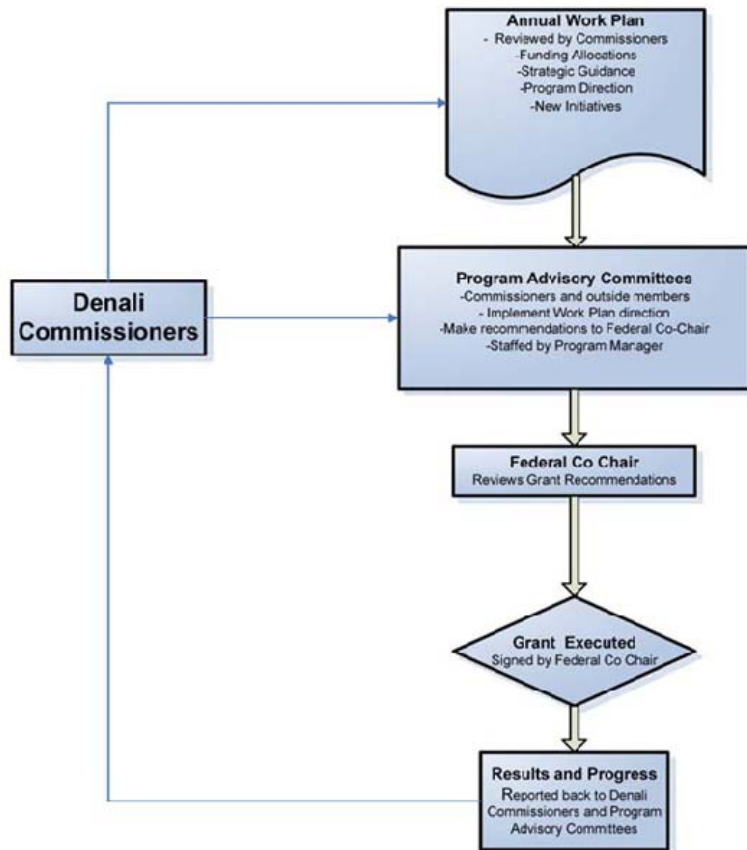 Annual Work Plan
- Reviewed by Commissioners
-Funding Allocations
-Strategic Guidance
-Program Direction
-New Initiatives
Denali
Commissioners
Program Advisory Committees
-Commissioners and outside members
- Implement Work Plan direction
-Make recommendations to Federal Co-Chair
-Staffed by Program Manager
Federal Co Chair
Reviews Grant Recommendations
Grant Executed
Signed by Federal Co Chair
Results and Progress
Reported back to Denali
Commissioners and Program
Advisory Committees